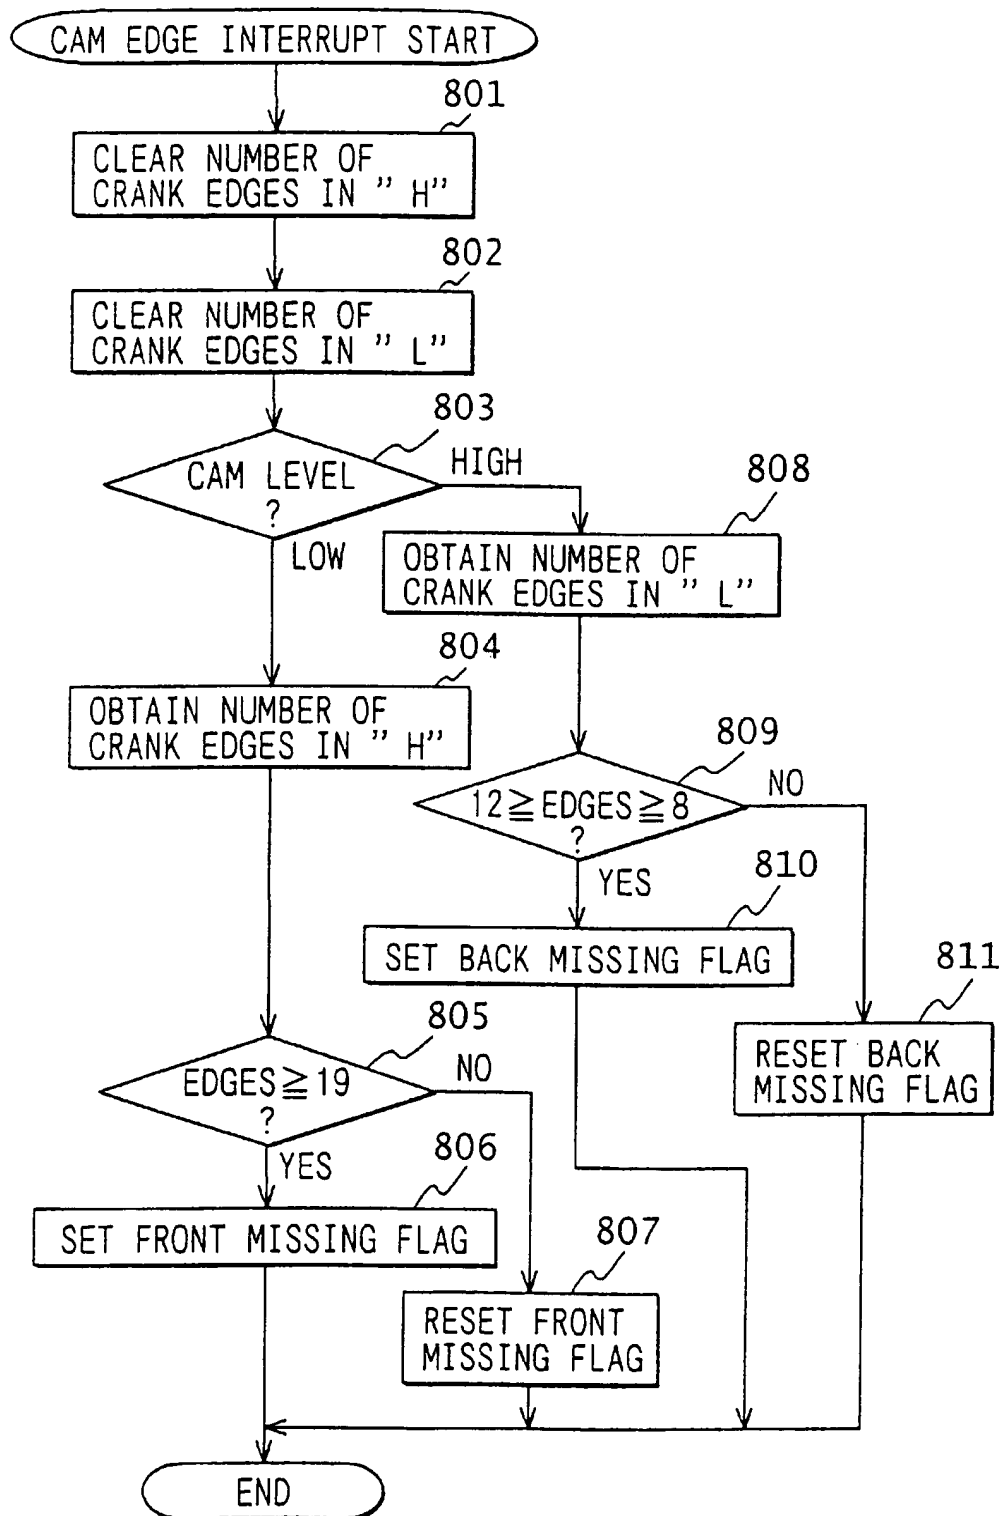 CAM EDGE INTERRUPT START
801
CLEAR NUMBER OF
CRANK EDGES IN " H"
802
CLEAR NUMBER OF
CRANK EDGES IN " L"
803
CAM LEVEL
?
HIGH
LOW
808
OBTAIN NUMBER OF
CRANK EDGES IN " L"
804
OBTAIN NUMBER OF
CRANK EDGES IN " H"
809
12≧EDGES≧8
?
NO
YES
810
SET BACK MISSING FLAG
811
RESET BACK
MISSING FLAG
805
EDGES≧19
?
NO
YES
806
SET FRONT MISSING FLAG
807
RESET FRONT
MISSING FLAG
END